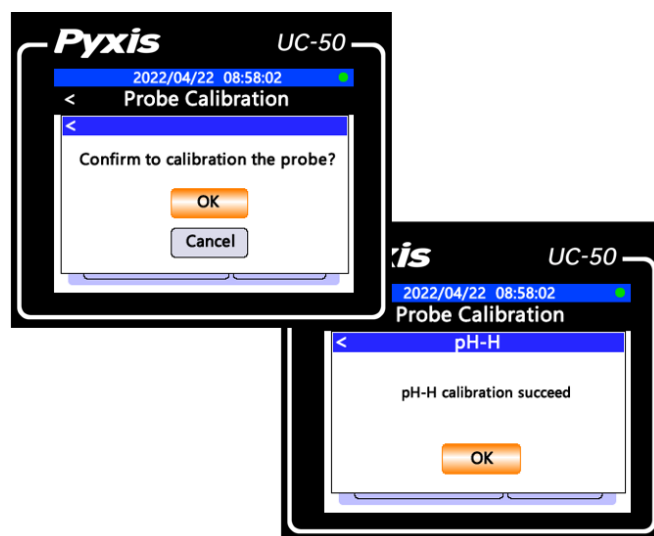 Pyxis UC-50
2022/04/22 08:58:02
< Probe Calibration
<
Confirm to calibration the probe?
OK
Cancel
is UC-50
2022/04/22 08:58:02
Probe Calibration
< pH-H
pH-H calibration succeed
OK